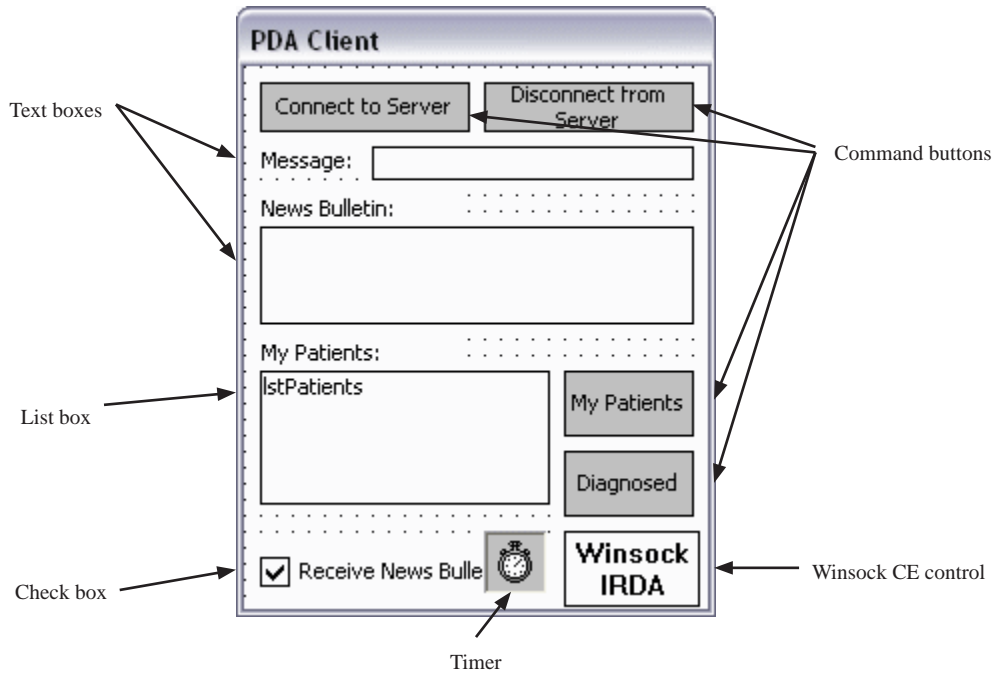 PDA Client
Connect to Server
Disconnect from
Server
Text boxes
Message:
Command buttons
News Bulletin:
My Patients:
lstPatients
My Patients
List box
Diagnosed
Winsock
IRDA
Receive News Bulle
Winsock CE control
Check box
Timer